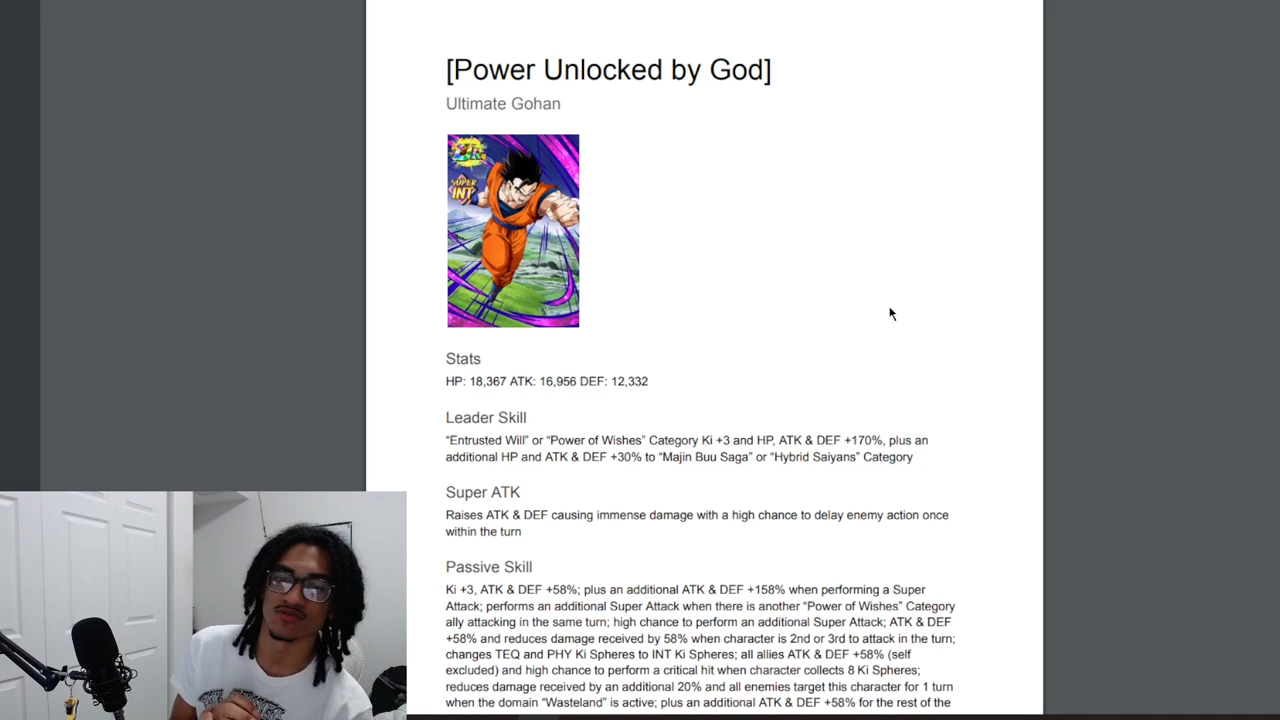 [Power Unlocked by God]
Ultimate Gohan
SUPER
INT
Stats
HP: 18,367 ATK: 16,956 DEF: 12,332
Leader Skill
“Entrusted Will” or “Power of Wishes” Category Ki +3 and HP, ATK & DEF +170%, plus an
additional HP and ATK & DEF +30% to “Majin Buu Saga” or “Hybrid Saiyans” Category
Super ATK
Raises ATK & DEF causing immense damage with a high chance to delay enemy action once
within the turn
Passive Skill
Ki +3, ATK & DEF +58%; plus an additional ATK & DEF +158% when performing a Super
Attack; performs an additional Super Attack when there is another “Power of Wishes” Category
ally attacking in the same turn; high chance to perform an additional Super Attack; ATK & DEF
+58% and reduces damage received by 58% when character is 2nd or 3rd to attack in the turn;
changes TEQ and PHY Ki Spheres to INT Ki Spheres; all allies ATK & DEF +58% (self
excluded) and high chance to perform a critical hit when character collects 8 Ki Spheres;
reduces damage received by an additional 20% and all enemies target this character for 1 turn
when the domain “Wasteland” is active; plus an additional ATK & DEF +58% for the rest of the